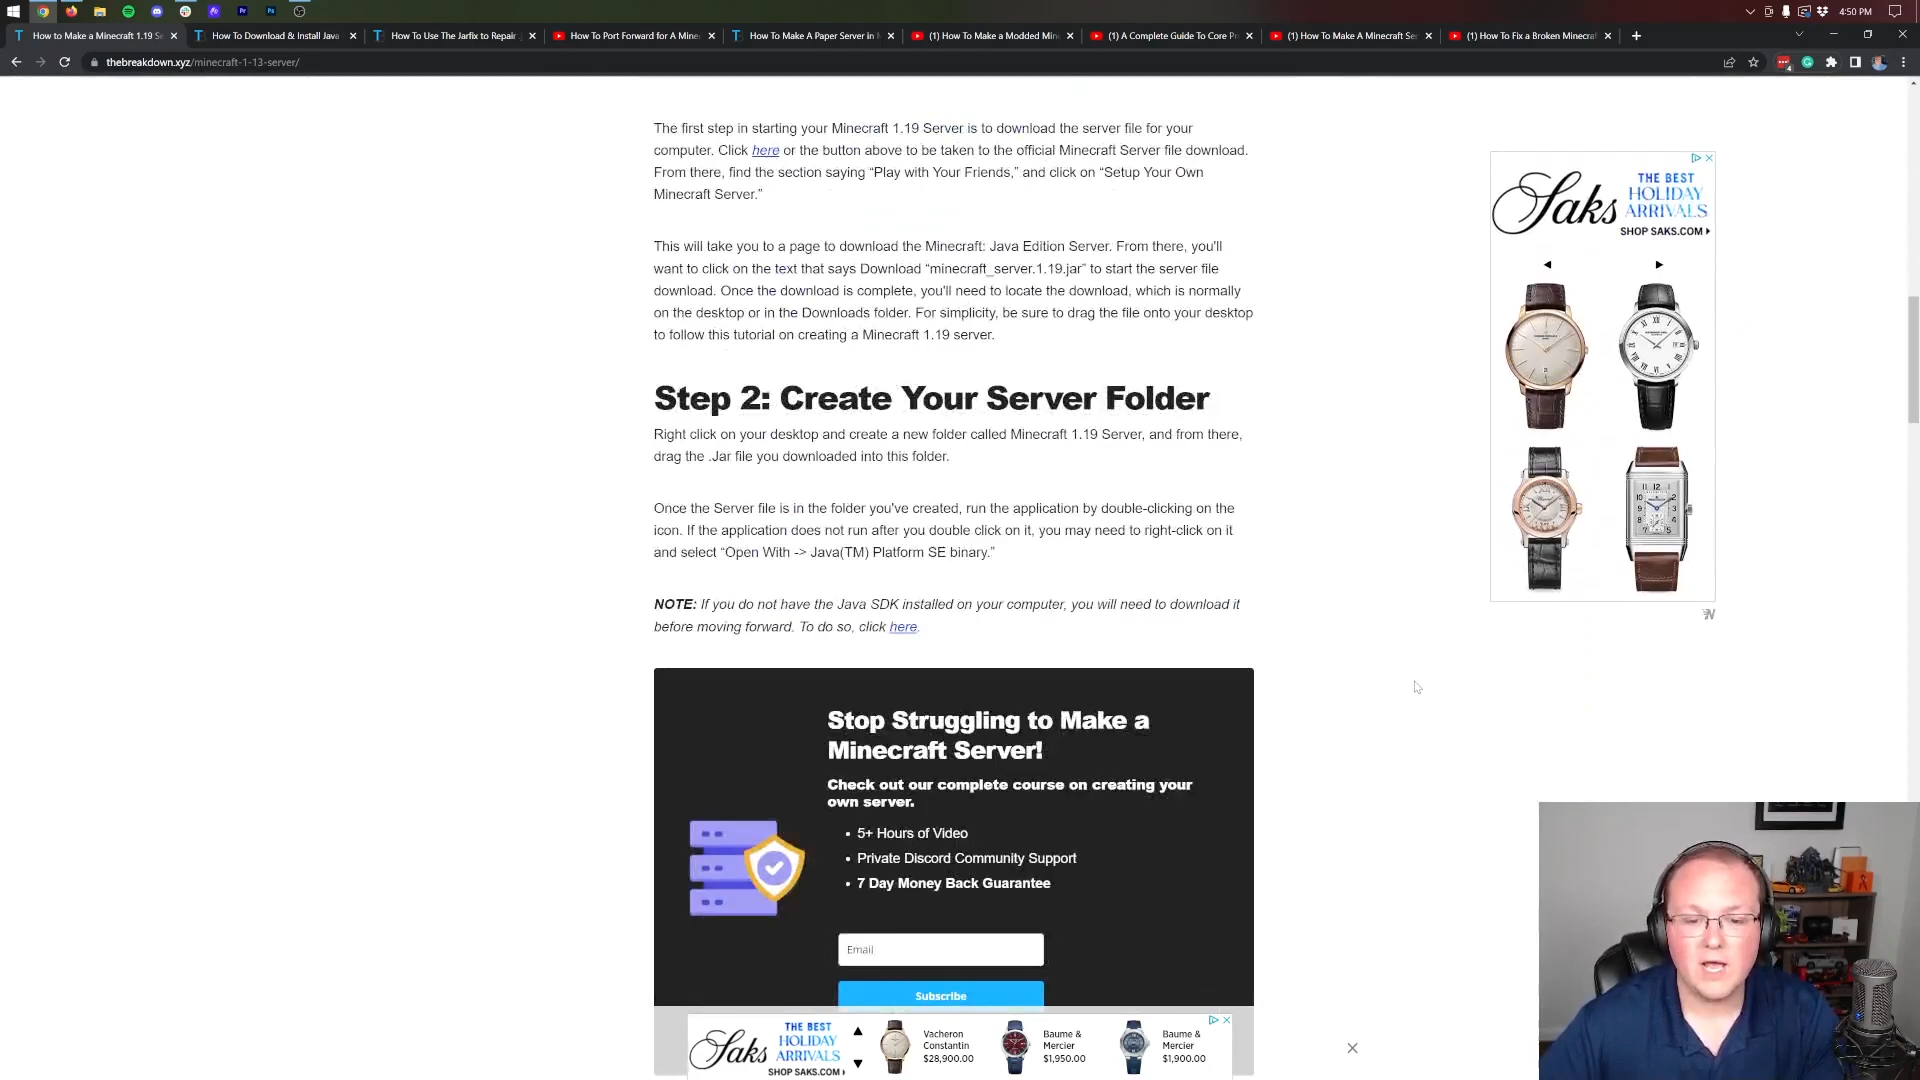 4:50 PM
How to Make a Minecraft 1.19 Se
How To Download & Install Java
How To Use The Jarfix to Repair
How To Port Forward for A Mine
How To Make A Paper Server in
(1) How To Make a Modded Min
(1) A Complete Guide To Core Pr
(1) How To Make A Minecraft Ser
(1) How To Fix a Broken Minecraf
thebreakdown.xyz/minecraft-1-13-server/
The first step in starting your Minecraft 1.19 Server is to download the server file for your
computer. Click here or the button above to be taken to the official Minecraft Server file download.
From there, find the section saying “Play with Your Friends,” and click on “Setup Your Own
Minecraft Server.”
This will take you to a page to download the Minecraft: Java Edition Server. From there, you'll
want to click on the text that says Download “minecraft_server.1.19.jar” to start the server file
download. Once the download is complete, you'll need to locate the download, which is normally
on the desktop or in the Downloads folder. For simplicity, be sure to drag the file onto your desktop
to follow this tutorial on creating a Minecraft 1.19 server.
Step 2: Create Your Server Folder
Right click on your desktop and create a new folder called Minecraft 1.19 Server, and from there,
drag the .Jar file you downloaded into this folder.
Once the Server file is in the folder you've created, run the application by double-clicking on the
icon. If the application does not run after you double click on it, you may need to right-click on it
and select “Open With -> Java(TM) Platform SE binary.”
NOTE: If you do not have the Java SDK installed on your computer, you will need to download it
before moving forward. To do so, click here.
Stop Struggling to Make a
Minecraft Server!
Check out our complete course on creating your
own server.
5+ Hours of Video
Private Discord Community Support
7 Day Money Back Guarantee
Email
Subscribe
Saks
THE BEST
HOLIDAY
ARRIVALS
SHOP SAKS.COM
Saks
THE BEST
HOLIDAY
ARRIVALS
SHOP SAKS.COM
Vacheron
Constantin
$28,900.00
Baume &
Mercier
$1,950.00
Baume &
Mercier
$1,900.00